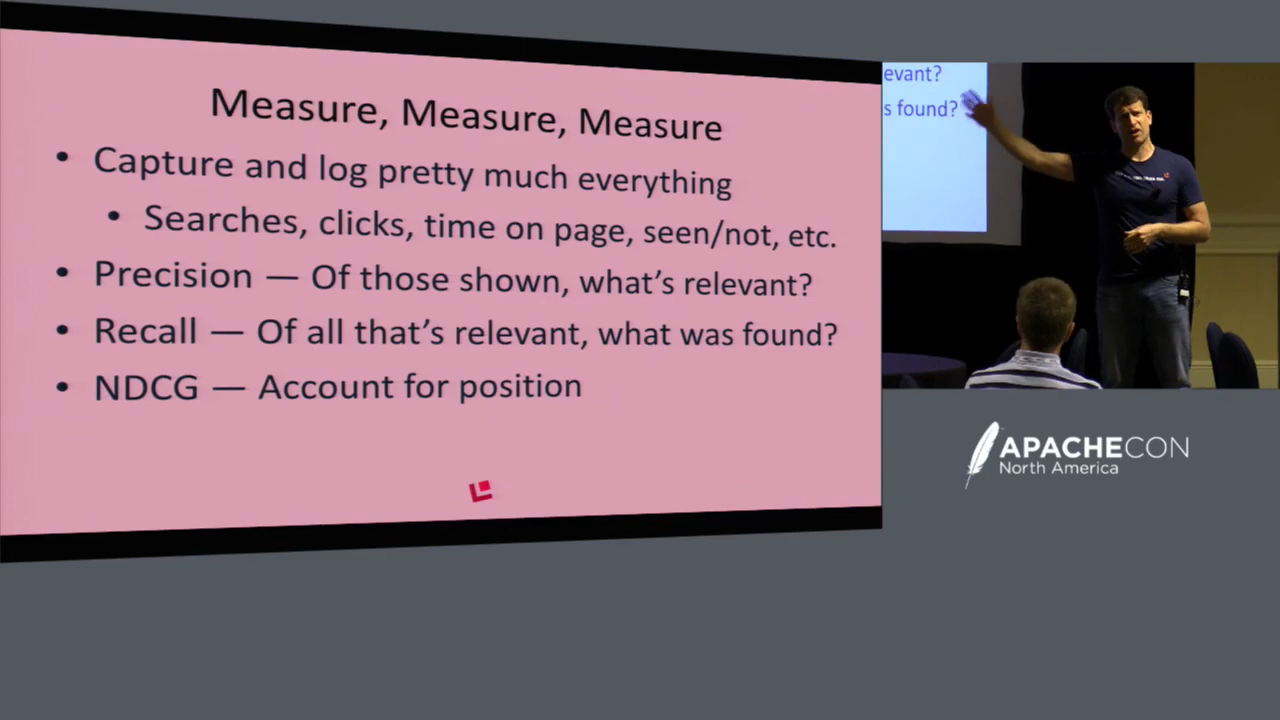 Measure, Measure, Measure
• Capture and log pretty much everything
• Searches, clicks, time on page, seen/not, etc.
• Precision — Of those shown, what's relevant?
• Recall — Of all that's relevant, what was found?
• NDCG — Account for position
evant?
s found?
APACHECON
North America